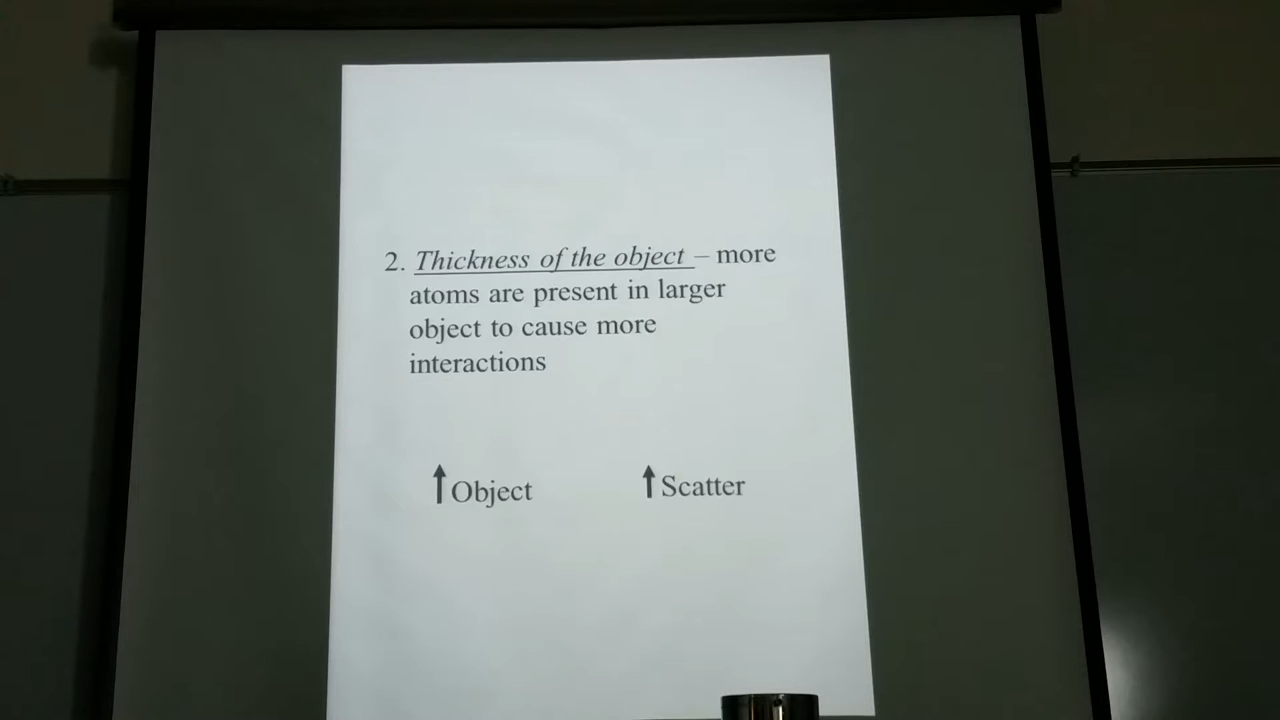 2. Thickness of the object – more
atoms are present in larger
object to cause more
interactions
↑Object ↑Scatter